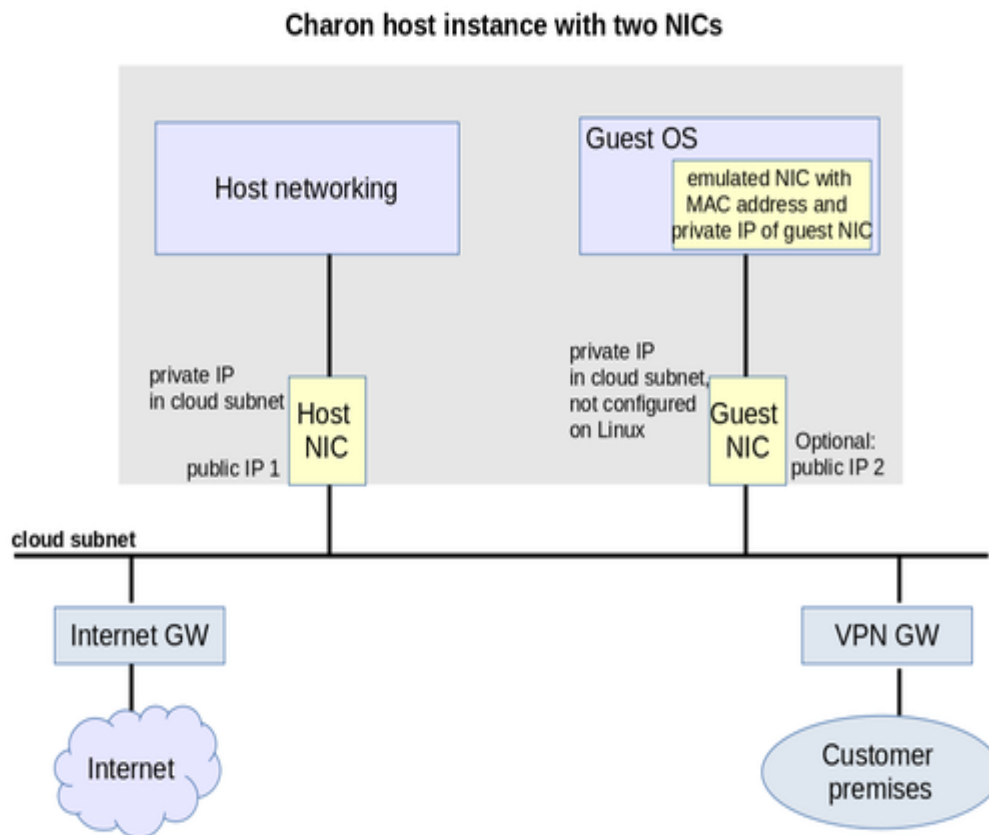 Charon host instance with two NICs
Host networking
Guest OS
emulated NIC with
MAC address and
private IP of guest NIC
private IP
in cloud subnet
Host
NIC
public IP 1
private IP
in cloud subnet,
not configured
on Linux
Guest
NIC
Optional:
public IP 2
cloud subnet
Internet GW
VPN GW
Internet
Customer
premises